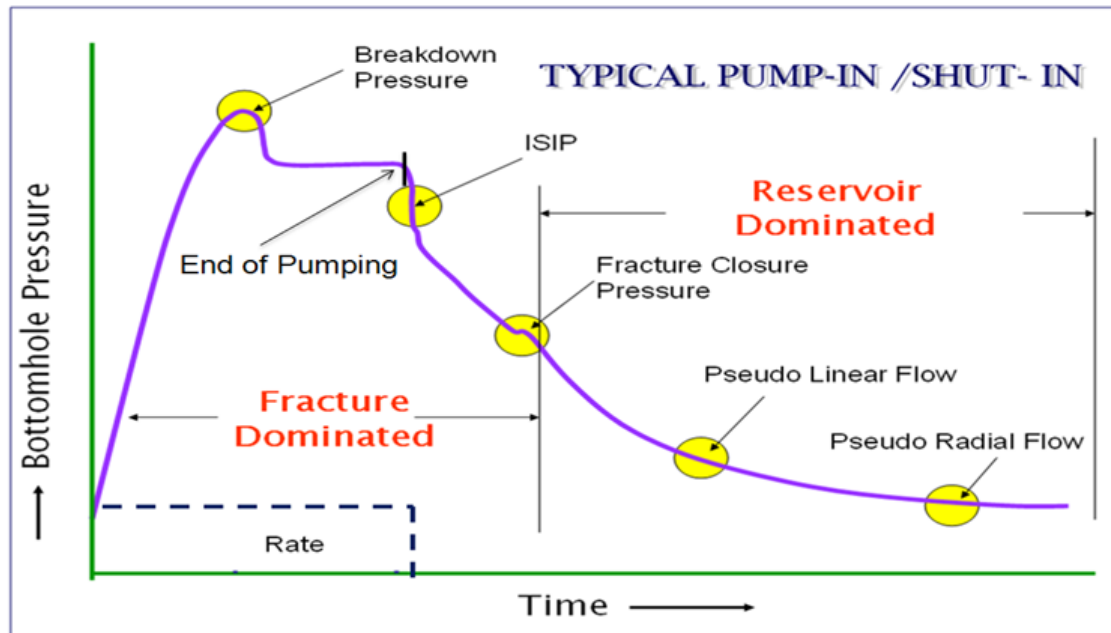 Breakdown
Pressure
TYPICAL PUMP-IN /SHUT- IN
ISIP
Reservoir
Dominated
End of Pumping
Fracture Closure
Pressure
Pseudo Linear Flow
Fracture
Dominated
Pseudo Radial Flow
Rate
Bottomhole Pressure
Time